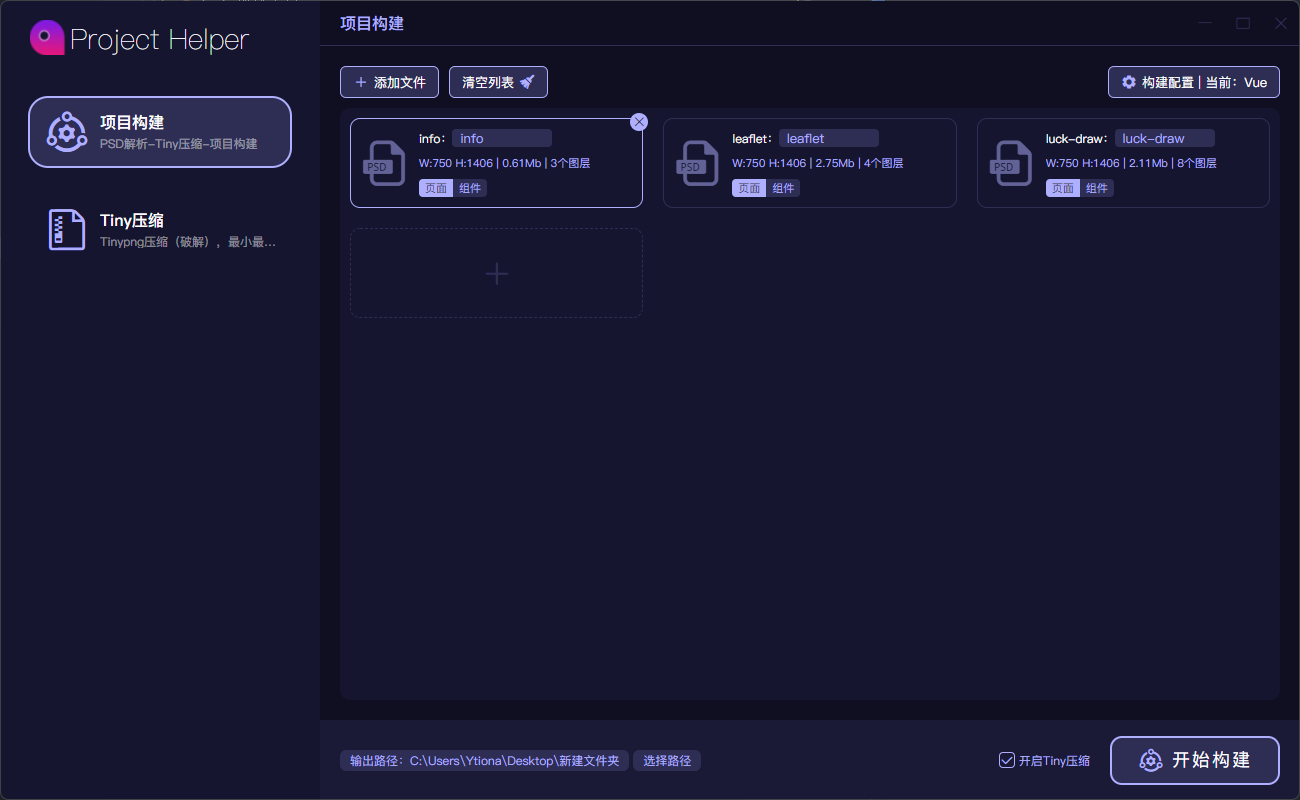 Project Helper
项目构建
PSD解析-Tiny压缩-项目构建
Tiny压缩
Tinypng压缩（破解），最小最...
项目构建
添加文件
清空列表
构建配置 | 当前：Vue
PSD
info： info
W:750 H:1406 | 0.61Mb | 3个图层
页面 组件
PSD
leaflet： leaflet
W:750 H:1406 | 2.75Mb | 4个图层
页面 组件
PSD
luck-draw： luck-draw
W:750 H:1406 | 2.11Mb | 8个图层
页面 组件
输出路径：C:\Users\Ytiona\Desktop\新建文件夹
选择路径
开启Tiny压缩
开始构建